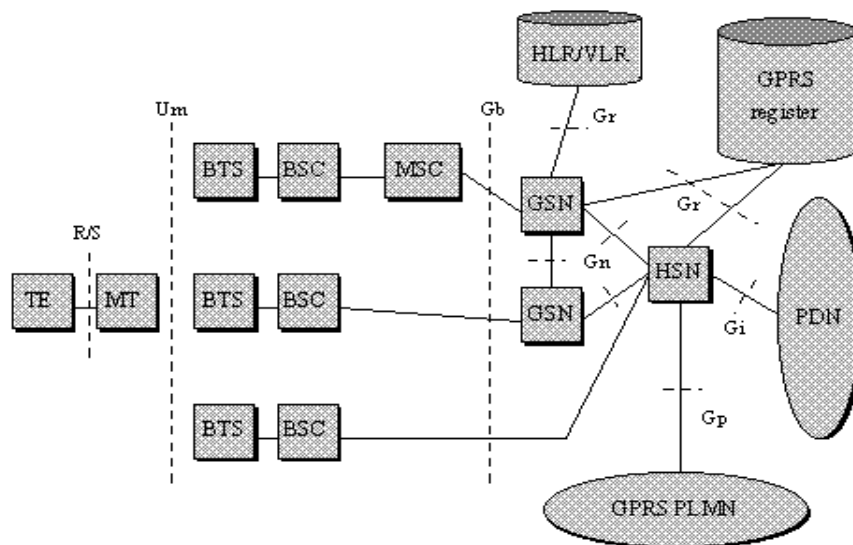 HLR/VLR
GPRS
register
Um
Gb
Gr
BTS
BSC
MSC
GSN
Gr
R/S
Gn
HSN
TE
MT
BTS
BSC
GSN
Gi
PDN
BTS
BSC
Gp
GPRS PLMN